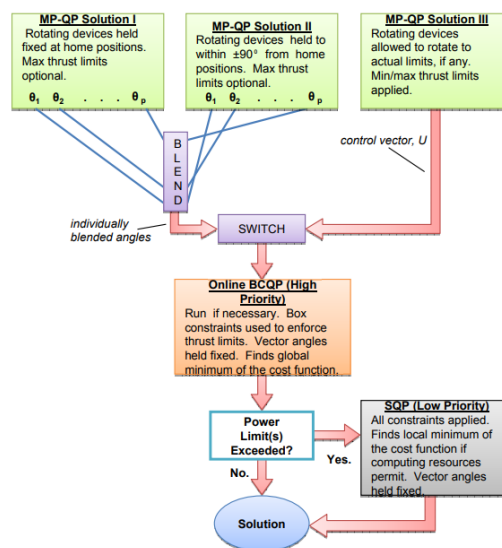 MP-QP Solution I
Rotating devices held
fixed at home positions.
Max thrust limits
optional.
θ1 θ2 . . . θp
MP-QP Solution II
Rotating devices held to
within ±90° from home
positions. Max thrust
limits optional.
θ1 θ2 . . . θp
MP-QP Solution III
Rotating devices
allowed to rotate to
actual limits, if any.
Min/max thrust limits
applied.
B
L
E
N
D
control vector, U
individually
blended angles
SWITCH
Online BCQP (High
Priority)
Run if necessary. Box
constraints used to enforce
thrust limits. Vector angles
held fixed. Finds global
minimum of the cost function.
Power
Limit(s)
Exceeded?
Yes.
No.
SQP (Low Priority)
All constraints applied.
Finds local minimum of
the cost function if
computing resources
permit. Vector angles
held fixed.
Solution